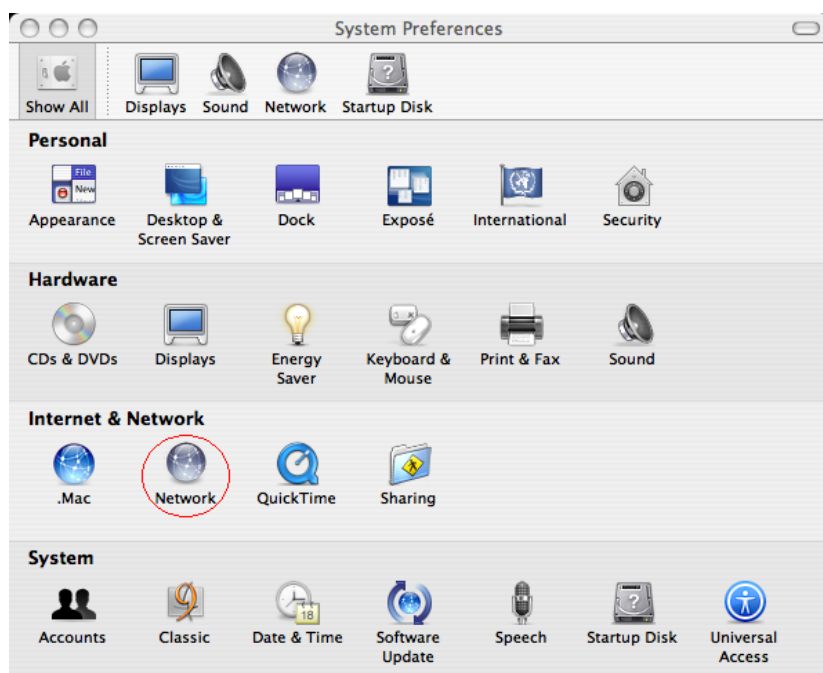 System Preferences
Show All Displays Sound Network Startup Disk
Personal
File
New
Appearance Desktop & Screen Saver Dock Exposé International Security
Hardware
CDs & DVDs Displays Energy Saver Keyboard & Mouse Print & Fax Sound
Internet & Network
.Mac Network QuickTime Sharing
System
18
Accounts Classic Date & Time Software Update Speech Startup Disk Universal Access